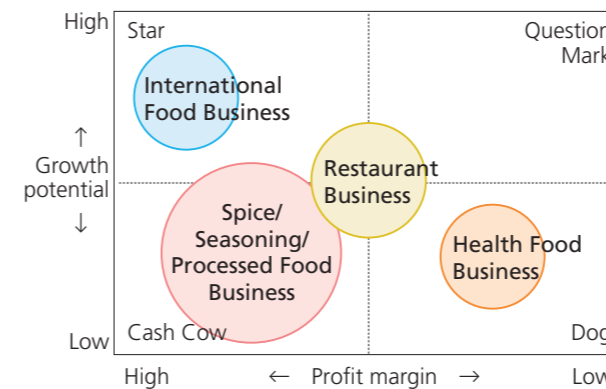 High
Star
Question
Mark
International
Food Business
↑
Growth
potential
↓
Restaurant
Business
Spice/
Seasoning/
Processed Food
Business
Health Food
Business
Low
Cash Cow
Dog
High ← Profit margin → Low